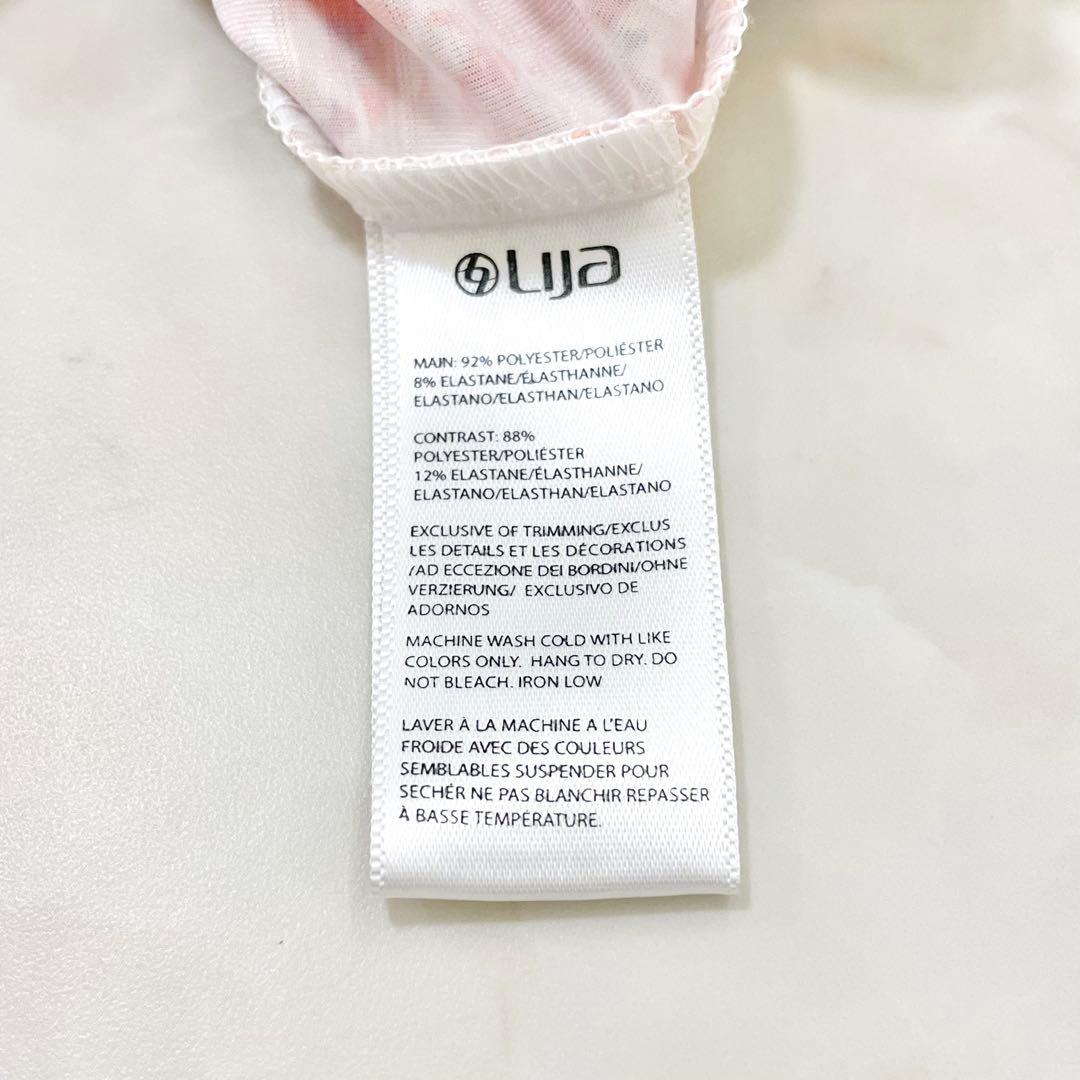 Lija
MAIN: 92% POLYESTER/POLIÉSTER
8% ELASTANE/ÉLASTHANNE/
ELASTANO/ELASTHAN/ELASTANO
CONTRAST: 88%
POLYESTER/POLIÉSTER
12% ELASTANE/ÉLASTHANNE/
ELASTANO/ELASTHAN/ELASTANO
EXCLUSIVE OF TRIMMING/EXCLUS
LES DETAILS ET LES DÉCORATIONS
/AD ECCEZIONE DEI BORDINI/OHNE
VERZIERUNG/ EXCLUSIVO DE
ADORNOS
MACHINE WASH COLD WITH LIKE
COLORS ONLY. HANG TO DRY. DO
NOT BLEACH. IRON LOW
LAVER À LA MACHINE A L'EAU
FROIDE AVEC DES COULEURS
SEMBLABLES SUSPENDER POUR
SECHÉR NE PAS BLANCHIR REPASSER
À BASSE TEMPÉRATURE.